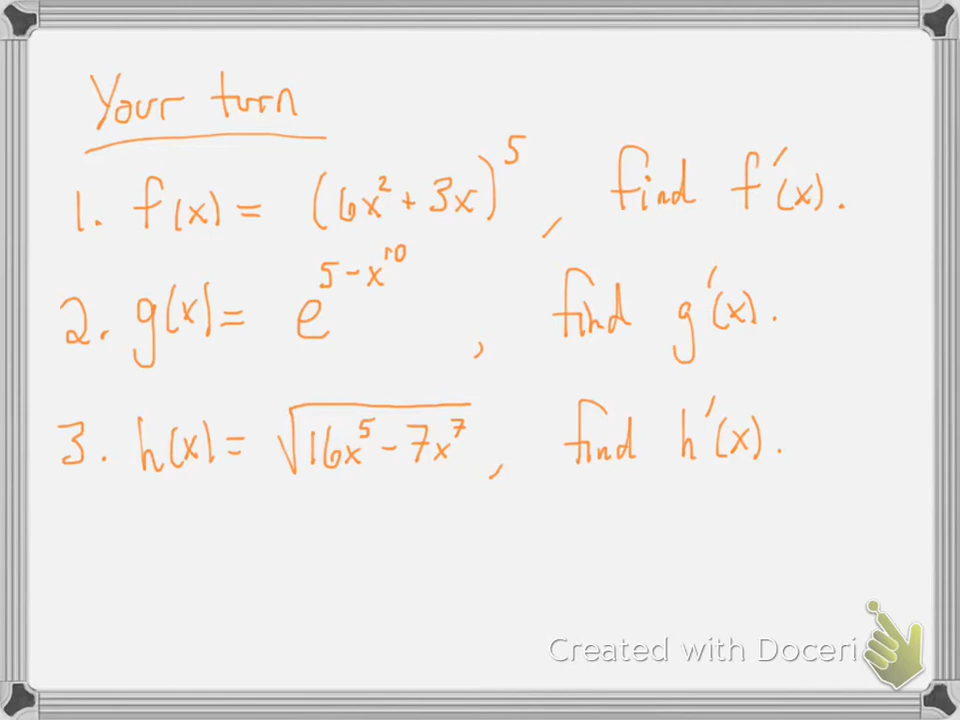 Your turn
1. f(x) = (6x² + 3x)⁵, find f'(x).
2. g(x) = e^(5-x¹⁰), find g'(x).
3. h(x) = √(16x⁵ - 7x⁷), find h'(x).
Created with Doceri